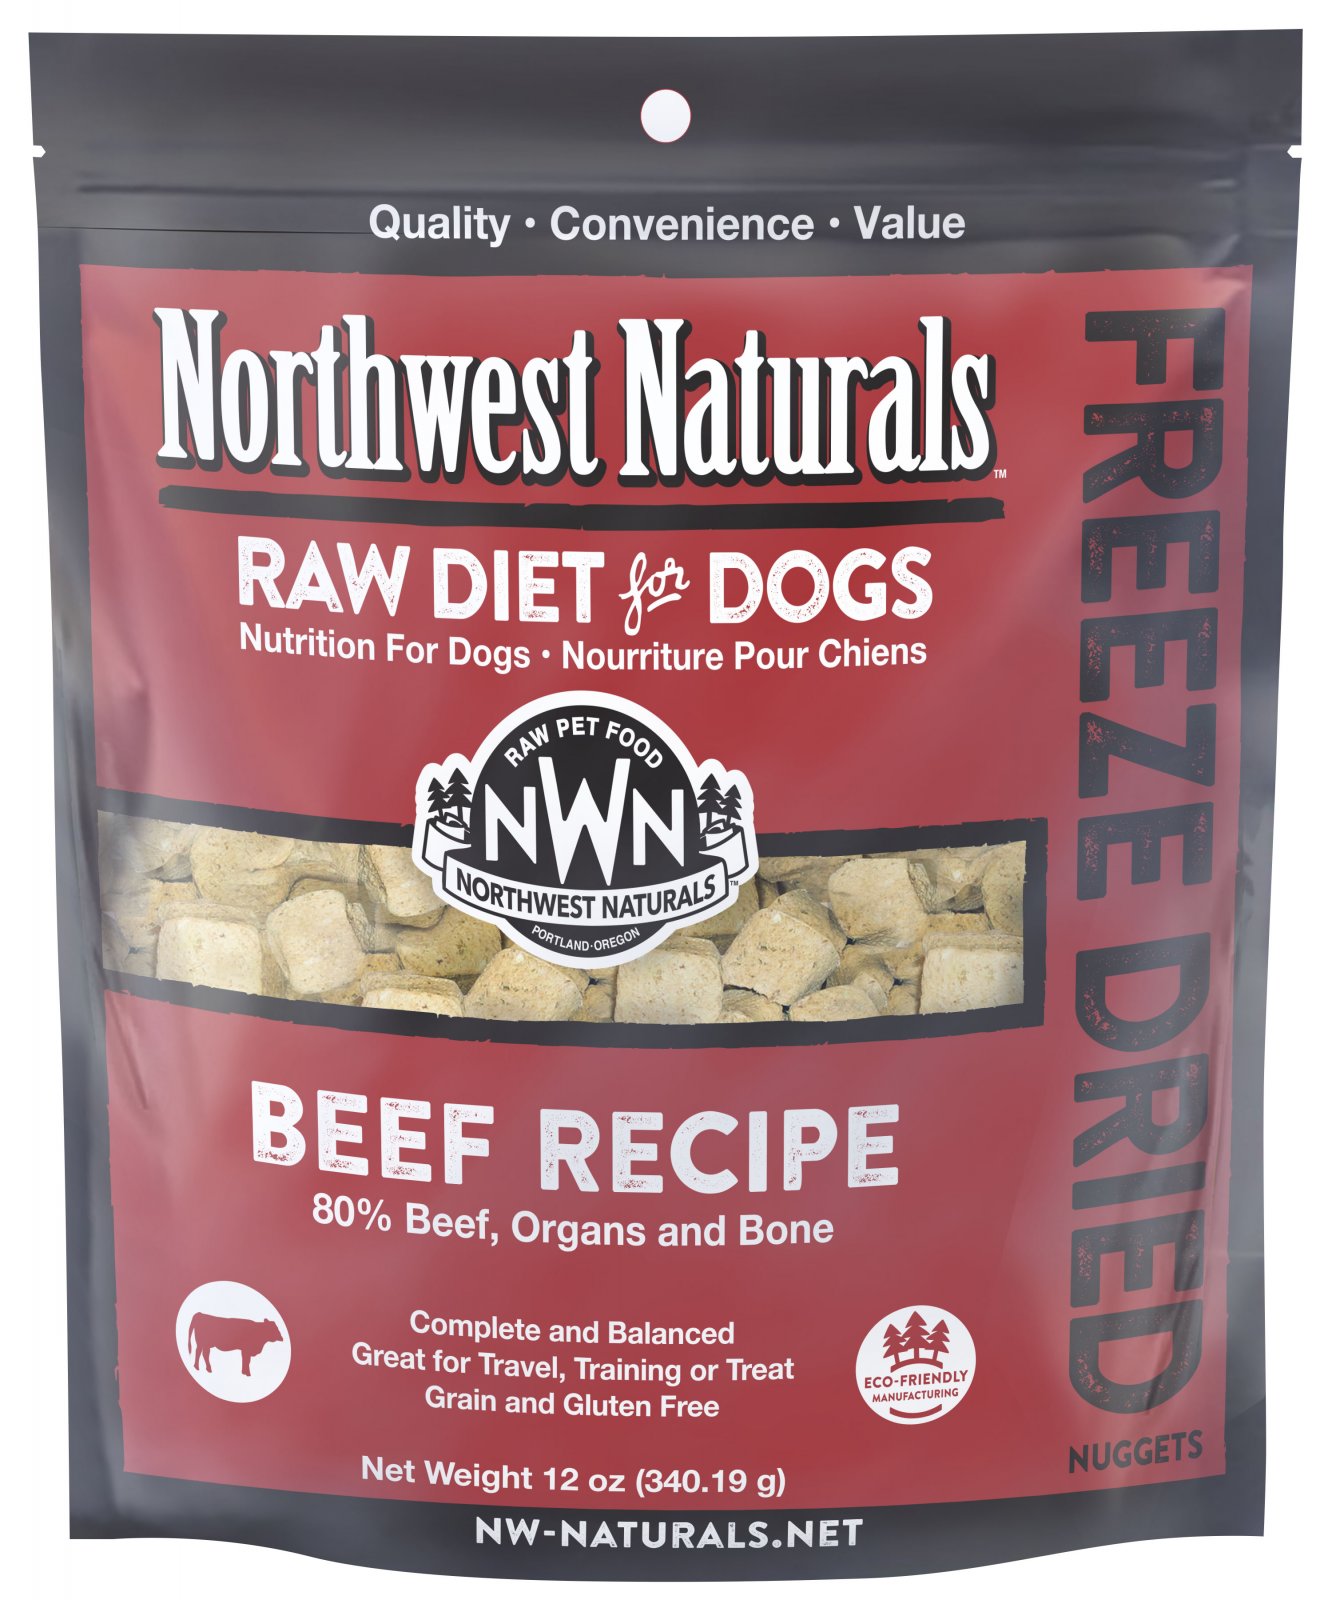 Quality • Convenience • Value
Northwest Naturals™
RAW DIET for DOGS
Nutrition For Dogs • Nourriture Pour Chiens
RAW PET FOOD
NWN
NORTHWEST NATURALS™
PORTLAND·OREGON
BEEF RECIPE
80% Beef, Organs and Bone
Complete and Balanced
Great for Travel, Training or Treat
Grain and Gluten Free
ECO-FRIENDLY
MANUFACTURING
Net Weight 12 oz (340.19 g)
NW-NATURALS.NET
FREEZE DRIED
NUGGETS